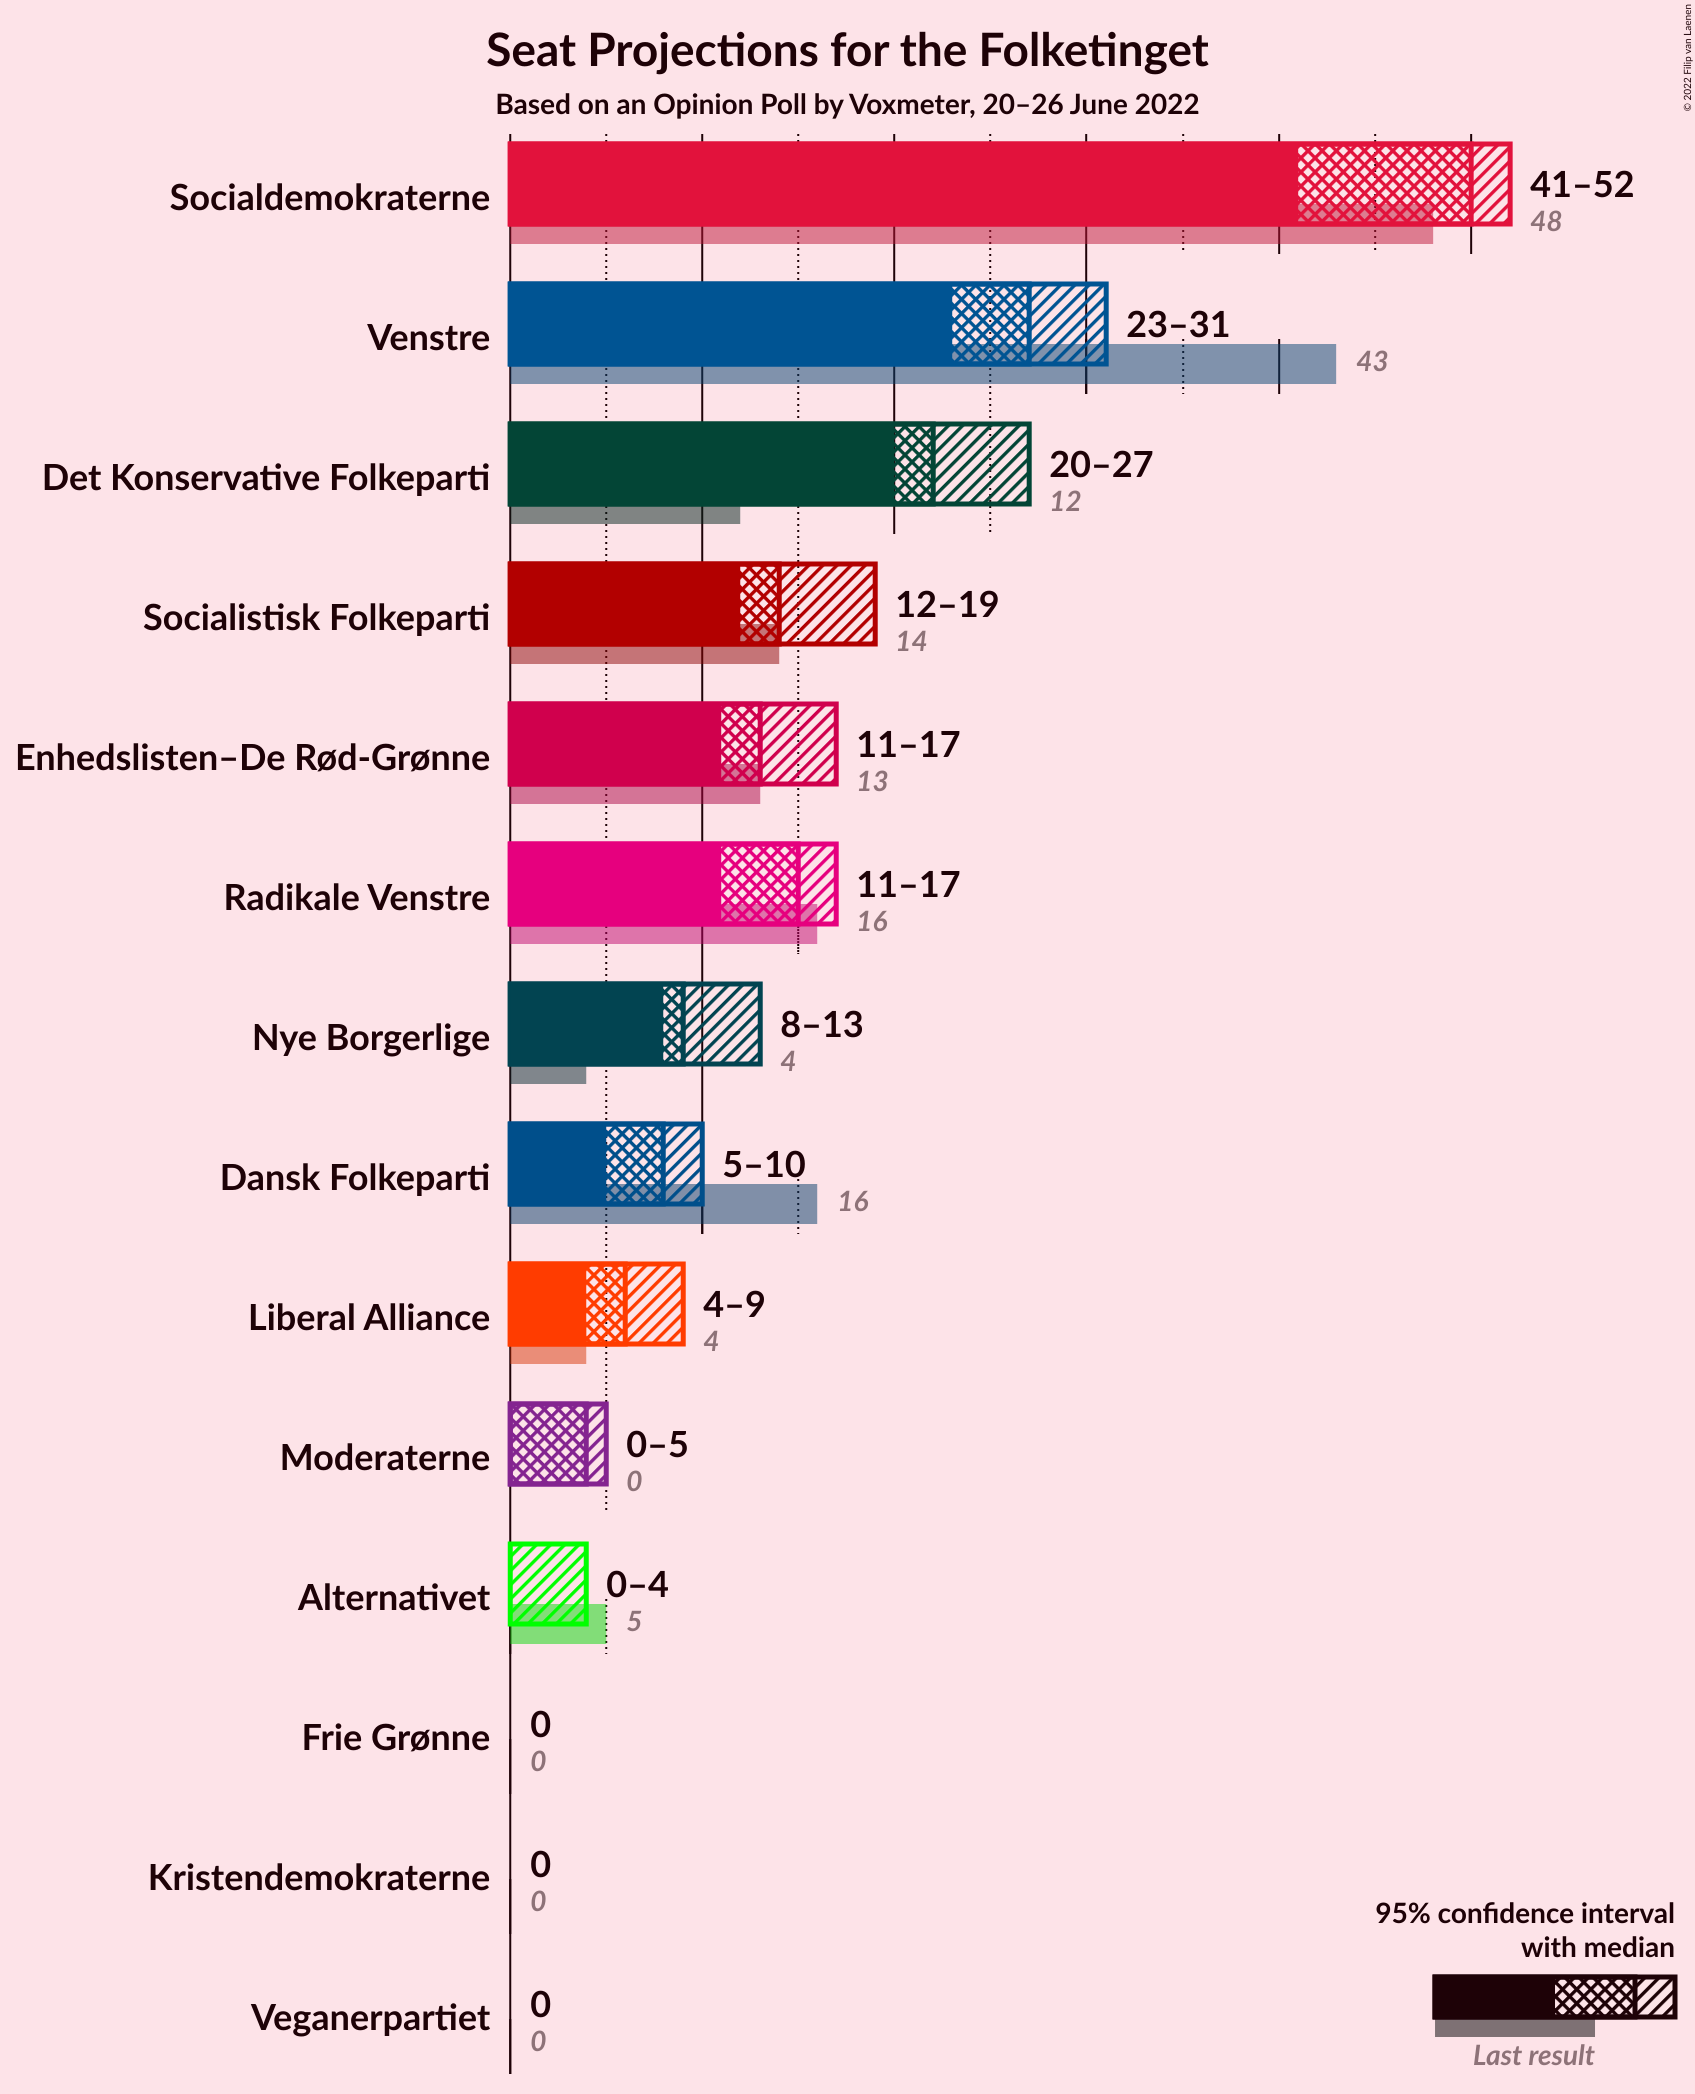 Seat Projections for the Folketinget
Based on an Opinion Poll by Voxmeter, 20–26 June 2022
© 2022 Filip van Laenen
Socialdemokraterne
41–52
48
Venstre
23–31
43
Det Konservative Folkeparti
20–27
12
Socialistisk Folkeparti
12–19
14
Enhedslisten–De Rød-Grønne
11–17
13
Radikale Venstre
11–17
16
Nye Borgerlige
8–13
4
Dansk Folkeparti
5–10
16
Liberal Alliance
4–9
4
Moderaterne
0–5
0
Alternativet
0–4
5
Frie Grønne
0
0
Kristendemokraterne
0
0
Veganerpartiet
0
0
95% confidence interval
with median
Last result